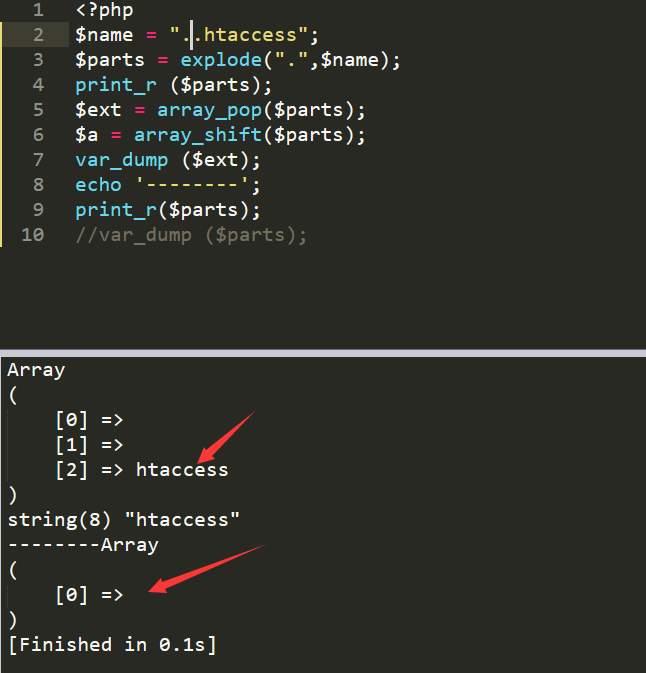 1 <?php
2 $name = "..htaccess";
3 $parts = explode(".",$name);
4 print_r ($parts);
5 $ext = array_pop($parts);
6 $a = array_shift($parts);
7 var_dump ($ext);
8 echo '--------';
9 print_r($parts);
10 //var_dump ($parts);
Array
(
[0] =>
[1] =>
[2] => htaccess
)
string(8) "htaccess"
--------Array
(
[0] =>
)
[Finished in 0.1s]